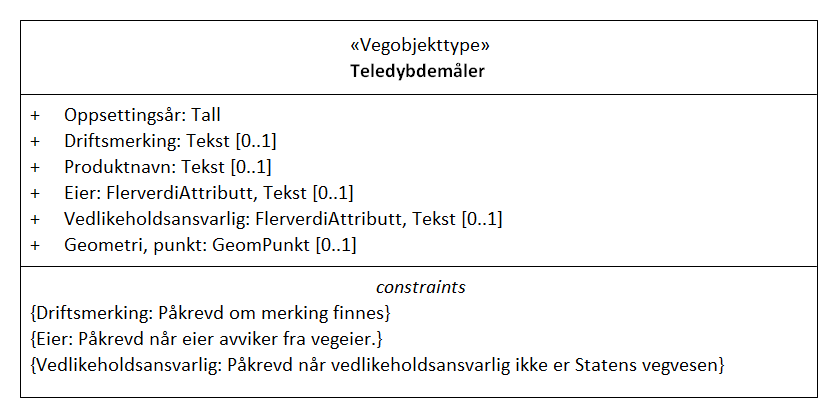 «Vegobjekttype»
Teledybdemåler
+ Oppsettingsår: Tall
+ Driftsmerking: Tekst [0..1]
+ Produktnavn: Tekst [0..1]
+ Eier: FlerverdiAttributt, Tekst [0..1]
+ Vedlikeholdsansvarlig: FlerverdiAttributt, Tekst [0..1]
+ Geometri, punkt: GeomPunkt [0..1]
constraints
{Driftsmerking: Påkrevd om merking finnes}
{Eier: Påkrevd når eier avviker fra vegeier.}
{Vedlikeholdsansvarlig: Påkrevd når vedlikeholdsansvarlig ikke er Statens vegvesen}